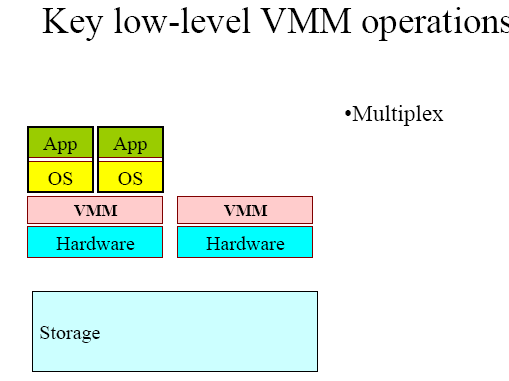 Key low-level VMM operations
•Multiplex
App App
OS OS
VMM VMM
Hardware Hardware
Storage